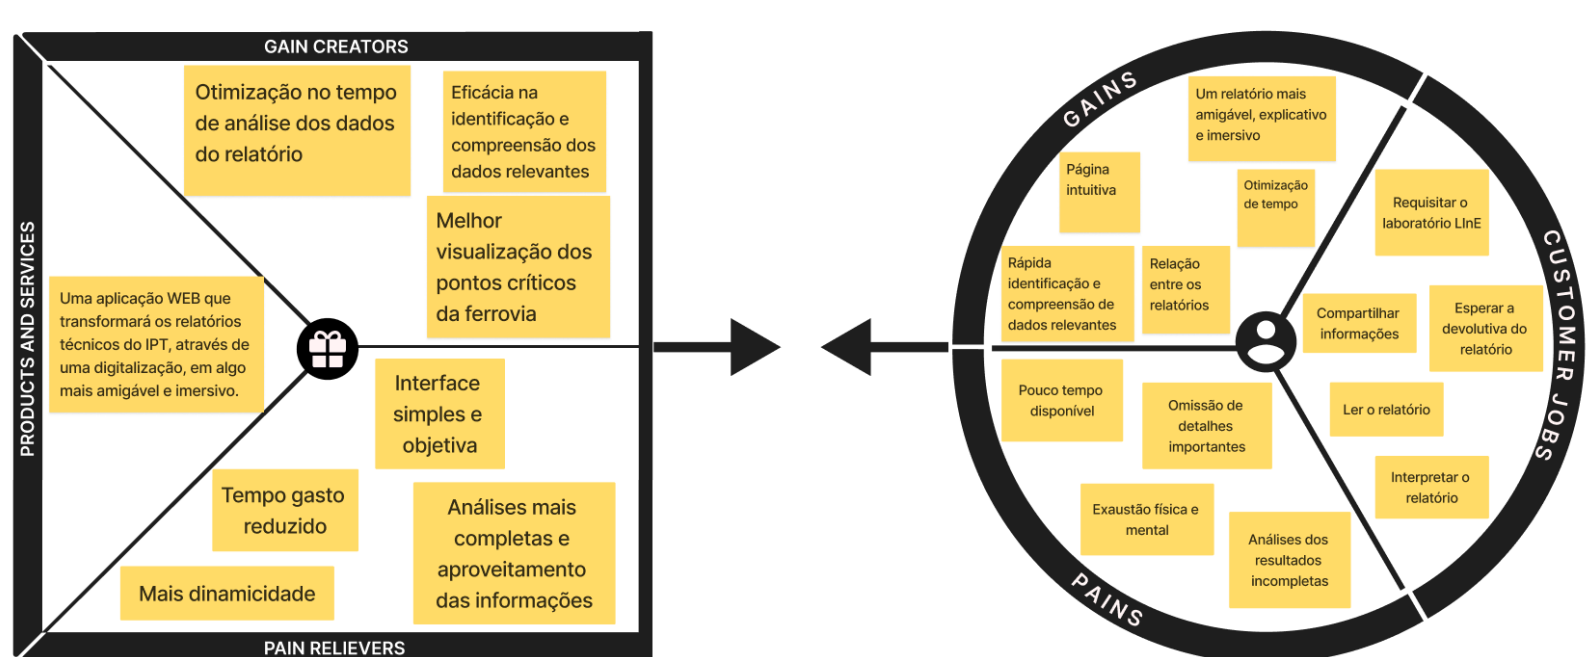 GAIN CREATORS
Otimização no tempo
de análise dos dados
do relatório
Eficácia na
identificação e
compreensão dos
dados relevantes
Melhor
visualização dos
pontos críticos
da ferrovia
PRODUCTS AND SERVICES
Uma aplicação WEB que
transformará os relatórios
técnicos do IPT, através de
uma digitalização, em algo
mais amigável e imersivo.
Interface
simples e
objetiva
Tempo gasto
reduzido
Análises mais
completas e
aproveitamento
das informações
Mais dinamicidade
PAIN RELIEVERS
GAINS
Um relatório mais
amigável, explicativo
e imersivo
Página
intuitiva
Otimização
de tempo
Rápida
identificação e
compreensão de
dados relevantes
Relação
entre os
relatórios
CUSTOMER JOBS
Requisitar o
laboratório LInE
Compartilhar
informações
Esperar a
devolutiva do
relatório
Ler o relatório
Interpretar o
relatório
Pouco tempo
disponível
Omissão de
detalhes
importantes
Exaustão física e
mental
Análises dos
resultados
incompletas
PAINS